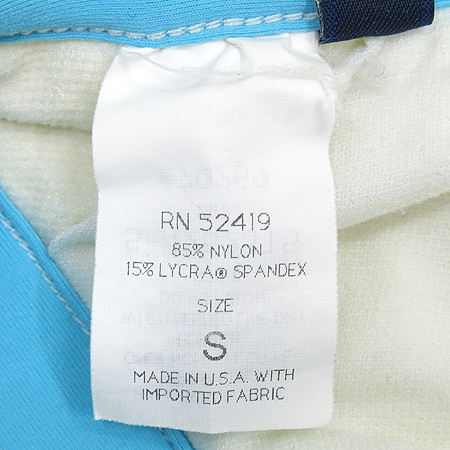 RN 52419
85% NYLON
15% LYCRA® SPANDEX
SIZE
S
MADE IN U.S.A. WITH
IMPORTED FABRIC